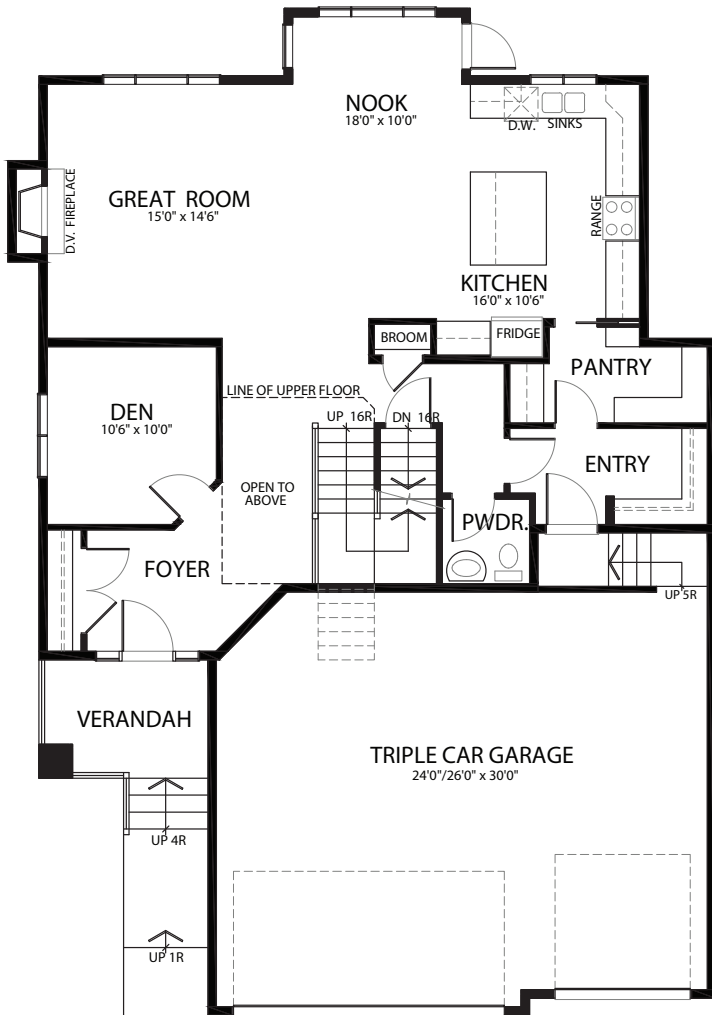 NOOK
18'0" x 10'0"
D.W.
SINKS
GREAT ROOM
15'0" x 14'6"
D.V. FIREPLACE
RANGE
KITCHEN
16'0" x 10'6"
BROOM
FRIDGE
PANTRY
LINE OF UPPER FLOOR
DEN
10'6" x 10'0"
UP 16R
DN 16R
ENTRY
OPEN TO
ABOVE
PWDR.
FOYER
UP 5R
VERANDAH
TRIPLE CAR GARAGE
24'0"/26'0" x 30'0"
UP 4R
UP 1R